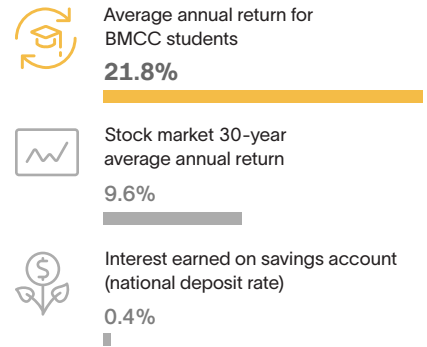 Average annual return for
BMCC students
21.8%
Stock market 30-year
average annual return
9.6%
Interest earned on savings account
(national deposit rate)
0.4%
$